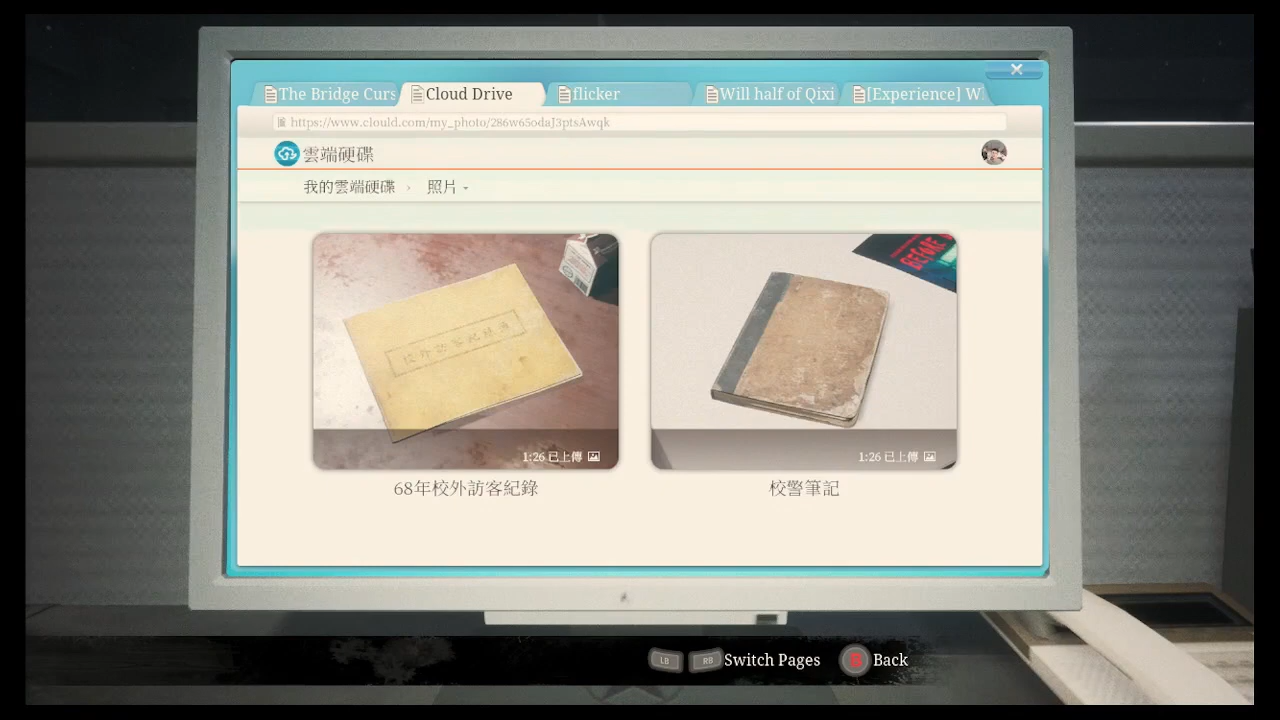 The Bridge Curs
Cloud Drive
flicker
Will half of Qixi
[Experience] W
https://www.clould.com/my_photo/286w65odaJ3ptsAwqk
雲端硬碟
我的雲端硬碟 › 照片
校外訪客紀錄簿
BEFORE
1:26 已上傳
1:26 已上傳
68年校外訪客紀錄
校警筆記
LB RB Switch Pages B Back